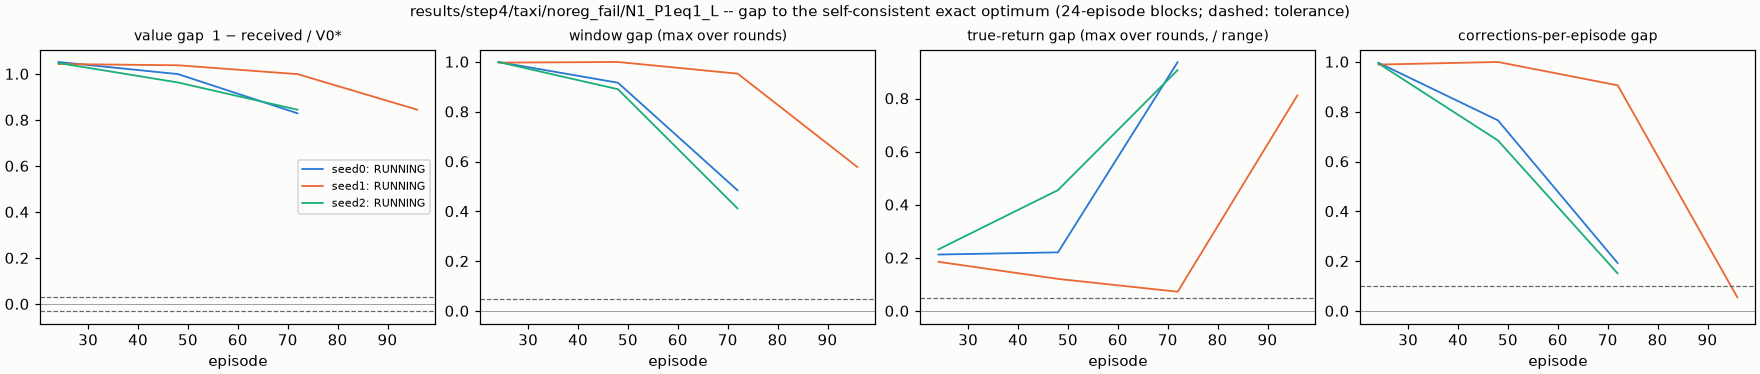 results/step4/taxi/noreg_fail/N1_P1eq1_L -- gap to the self-consistent exact optimum (24-episode blocks; dashed: tolerance)
value gap 1 − received / V0*
1.0
0.8
0.6
0.4
0.2
0.0
seed0: RUNNING
seed1: RUNNING
seed2: RUNNING
30 40 50 60 70 80 90
episode
window gap (max over rounds)
1.0
0.8
0.6
0.4
0.2
0.0
30 40 50 60 70 80 90
episode
true-return gap (max over rounds, / range)
0.8
0.6
0.4
0.2
0.0
30 40 50 60 70 80 90
episode
corrections-per-episode gap
1.0
0.8
0.6
0.4
0.2
0.0
30 40 50 60 70 80 90
episode